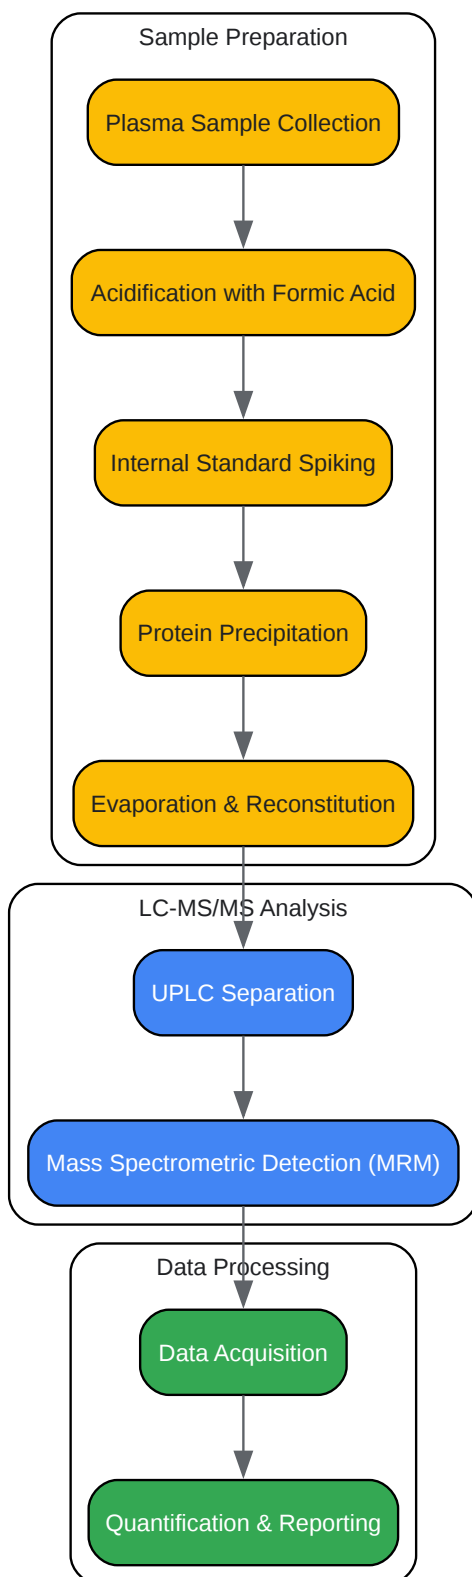 Sample Preparation
Plasma Sample Collection
Acidification with Formic Acid
Internal Standard Spiking
Protein Precipitation
Evaporation & Reconstitution
LC-MS/MS Analysis
UPLC Separation
Mass Spectrometric Detection (MRM)
Data Processing
Data Acquisition
Quantification & Reporting